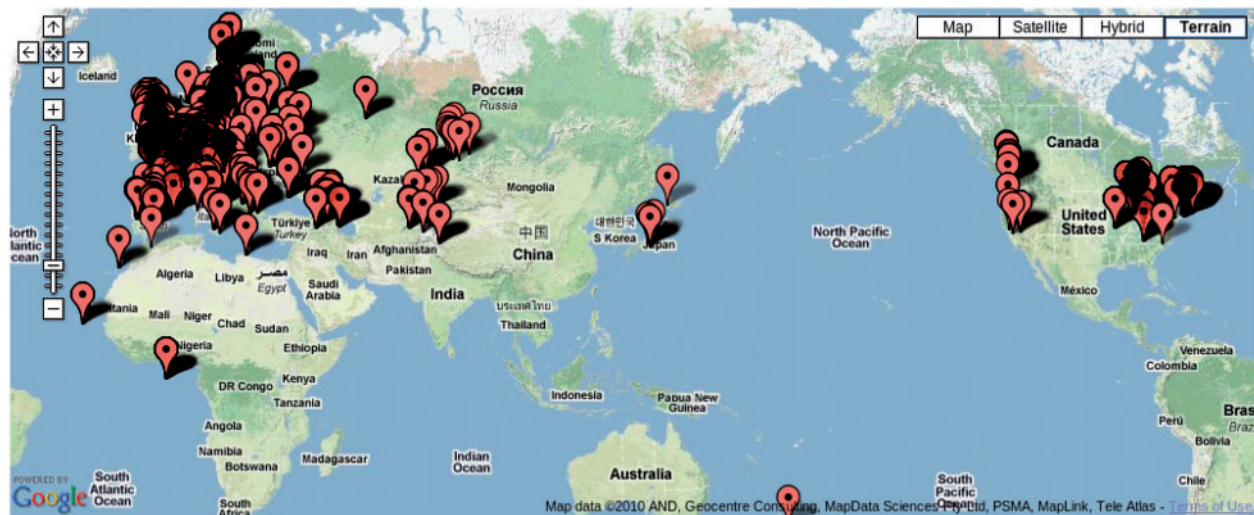 Map
Satellite
Hybrid
Terrain
Iceland
Россия
Russia
Canada
Mongolia
Türkiye
Turkey
대한민국
S Korea
Japan
中国
China
North Pacific
Ocean
United
States
Iraq
Iran
Afghanistan
Pakistan
Algeria
Libya
مصر
Egypt
Saudi
Arabia
India
México
Mali
Niger
Chad
Sudan
ประเทศไทย
Thailand
Nigeria
Ethiopia
Venezuela
Colombia
DR Congo
Kenya
Tanzania
Indonesia
Papua New
Guinea
Perú
Angola
Namibia
Botswana
Madagascar
Bolivia
Indian
Ocean
Australia
Chile
South
Atlantic
Ocean
South
Africa
South
Pacific
Ocean
POWERED BY
Google
Map data ©2010 AND, Geocentre Consulting, MapData Sciences Pty Ltd, PSMA, MapLink, Tele Atlas - Terms of Use